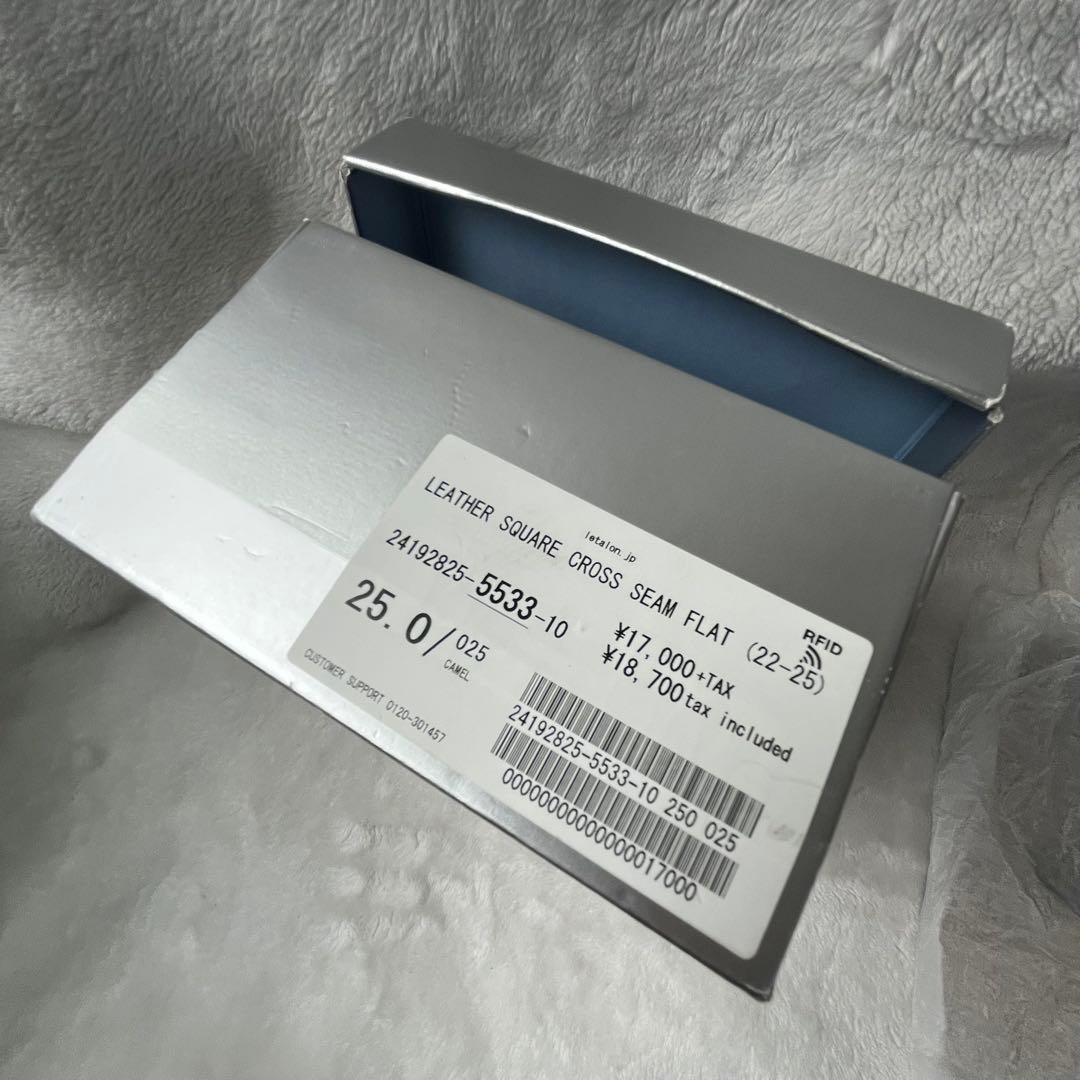 letalon.jp
LEATHER SQUARE CROSS SEAM FLAT (22-25)
RFID
24192825-5533-10
¥17,000+TAX
¥18,700tax included
25.0/025
CAMEL
CUSTOMER SUPPORT 0120-301457
24192825-5533-10 250 025
0000000000000017000